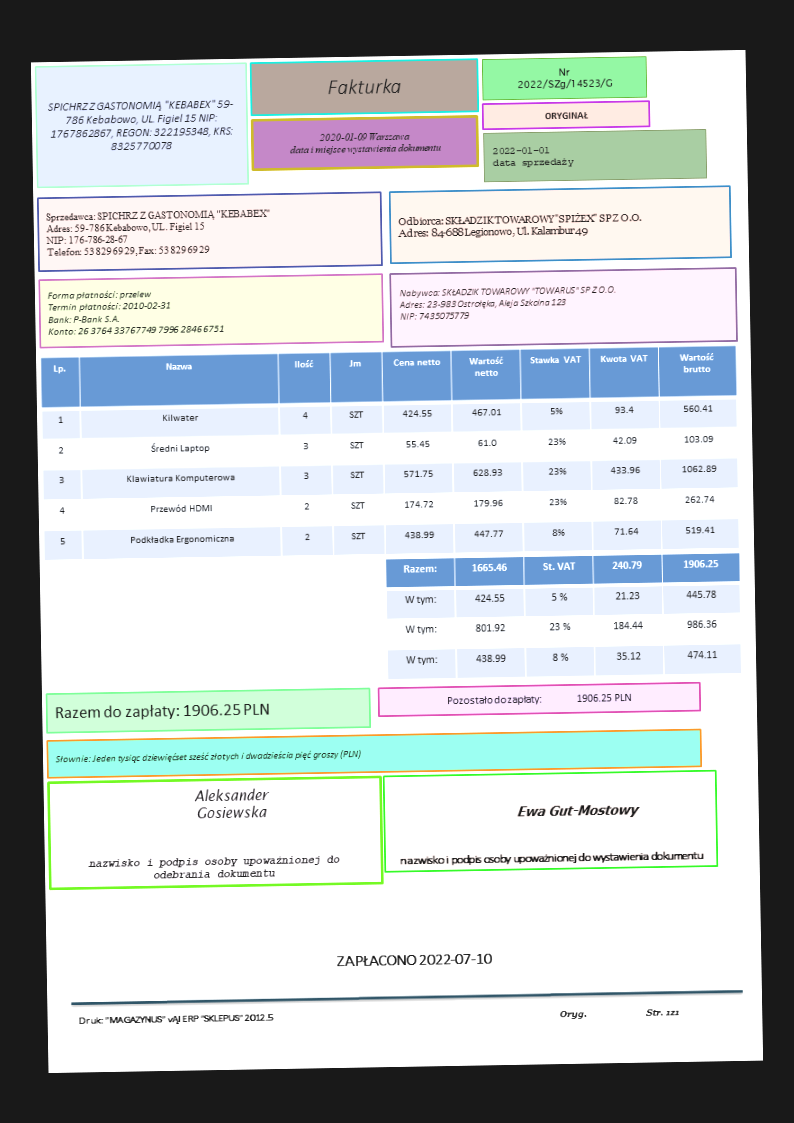 SPICHRZ Z GASTONOMIĄ "KEBABEX" 59-
786 Kebabowo, UL. Figiel 15 NIP:
1767862867, REGON: 322195348, KRS:
8325770078
Fakturka
2020-01-09 Warszawa
data i miejsce wystawienia dokumentu
Nr
2022/SZg/14523/G
ORYGINAŁ
2022-01-01
data sprzedaży
Sprzedawca: SPICHRZ Z GASTONOMIĄ "KEBABEX"
Adres: 59-786 Kebabowo, UL. Figiel 15
NIP: 176-786-28-67
Telefon: 538296929, Fax: 538296929
Odbiorca: SKŁADZIK TOWAROWY "SPIŻEX" SP Z O.O.
Adres: 84-688 Legionowo, Ul. Kalambur 49
Forma płatności: przelew
Termin płatności: 2010-02-31
Bank: P-Bank S.A.
Konto: 26 3764 33767749 7996 2846 6751
Nabywca: SKŁADZIK TOWAROWY "TOWARUS" SP Z O.O.
Adres: 23-983 Ostrołęka, Aleja Szkolna 123
NIP: 7435075779
Lp. Nazwa Ilość Jm Cena netto Wartość netto Stawka VAT Kwota VAT Wartość brutto
1 Kilwater 4 SZT 424.55 467.01 5% 93.4 560.41
2 Średni Laptop 3 SZT 55.45 61.0 23% 42.09 103.09
3 Klawiatura Komputerowa 3 SZT 571.75 628.93 23% 433.96 1062.89
4 Przewód HDMI 2 SZT 174.72 179.96 23% 82.78 262.74
5 Podkładka Ergonomiczna 2 SZT 438.99 447.77 8% 71.64 519.41
Razem: 1665.46 St. VAT 240.79 1906.25
W tym: 424.55 5 % 21.23 445.78
W tym: 801.92 23 % 184.44 986.36
W tym: 438.99 8 % 35.12 474.11
Razem do zapłaty: 1906.25 PLN
Pozostało do zapłaty: 1906.25 PLN
Słownie: Jeden tysiąc dziewięćset sześć złotych i dwadzieścia pięć groszy (PLN)
Aleksander
Gosiewska
nazwisko i podpis osoby upoważnionej do
odebrania dokumentu
Ewa Gut-Mostowy
nazwisko i podpis osoby upoważnionej do wystawienia dokumentu
ZAPŁACONO 2022-07-10
Druk: "MAGAZYNUS" vAJ ERP "SKLEPUS" 2012.5
Oryg.
Str. 121